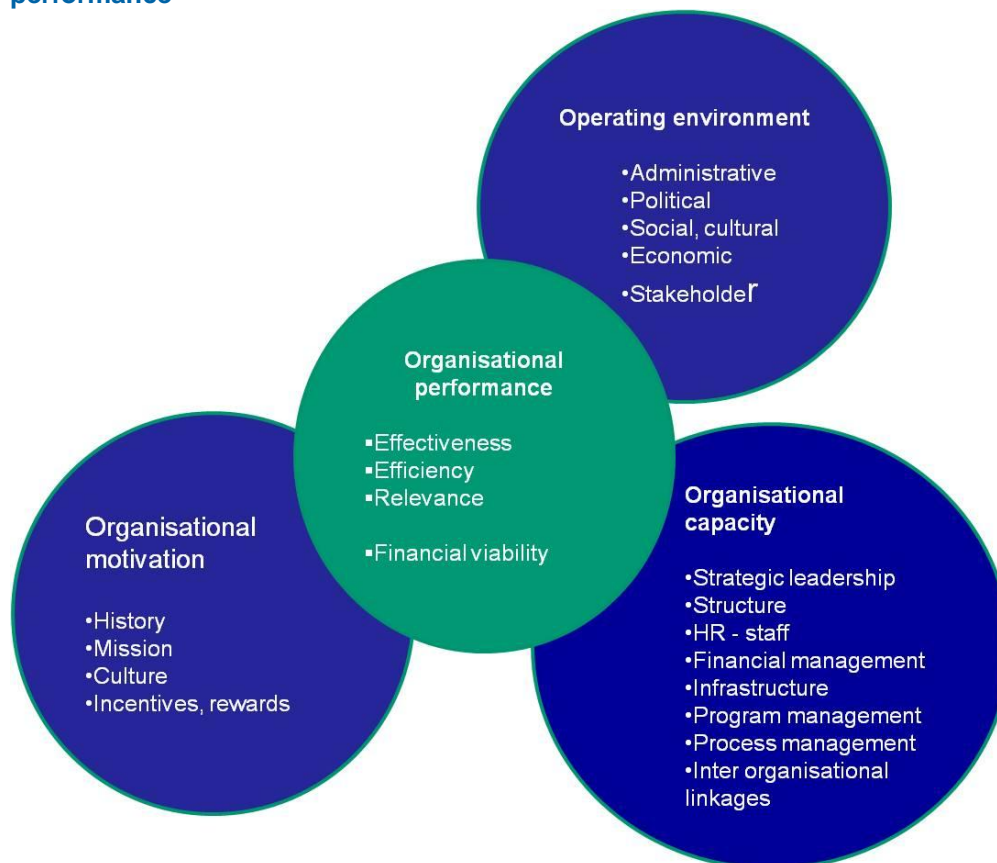 performance
Operating environment
•Administrative
•Political
•Social, cultural
•Economic
•Stakeholder
Organisational
performance
▪Effectiveness
▪Efficiency
▪Relevance
▪Financial viability
Organisational
motivation
•History
•Mission
•Culture
•Incentives, rewards
Organisational
capacity
•Strategic leadership
•Structure
•HR - staff
•Financial management
•Infrastructure
•Program management
•Process management
•Inter organisational
linkages